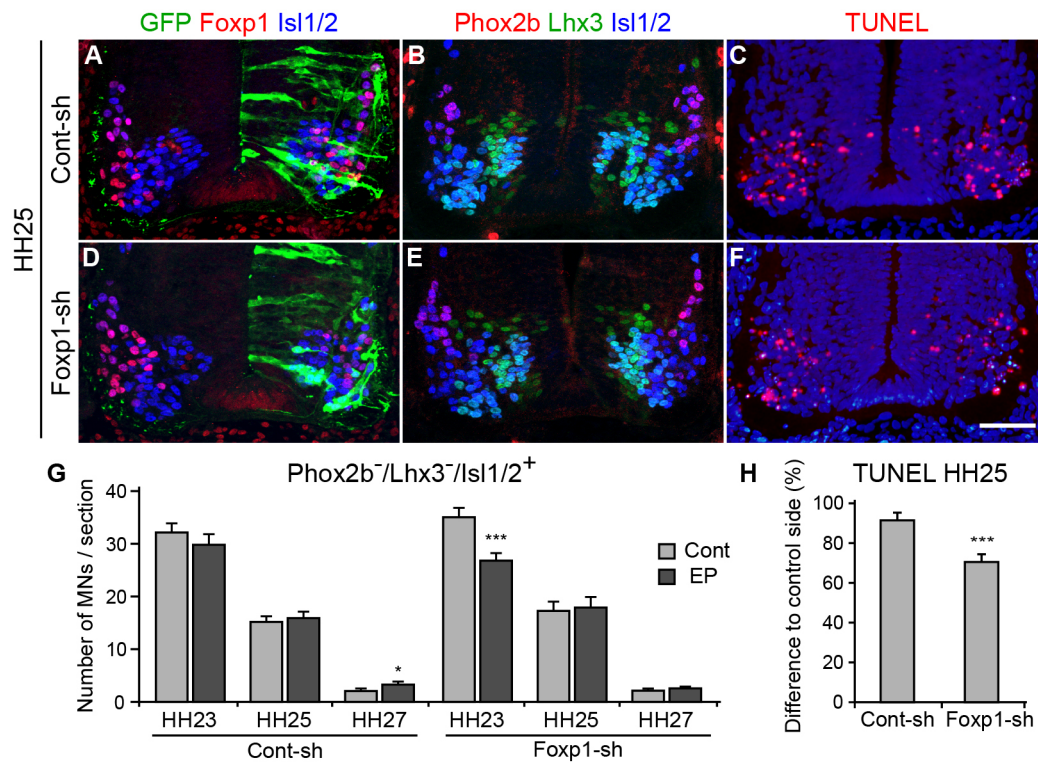 GFP Foxp1 Isl1/2
Phox2b Lhx3 Isl1/2
TUNEL
HH25
Cont-sh
A
B
C
Foxp1-sh
D
E
F
G
Phox2b⁻/Lhx3⁻/Isl1/2⁺
Number of MNs / section
40
30
20
10
0
***
*
Cont
EP
HH23
HH25
HH27
HH23
HH25
HH27
Cont-sh
Foxp1-sh
H
TUNEL HH25
Difference to control side (%)
100
80
60
40
20
0
***
Cont-sh
Foxp1-sh